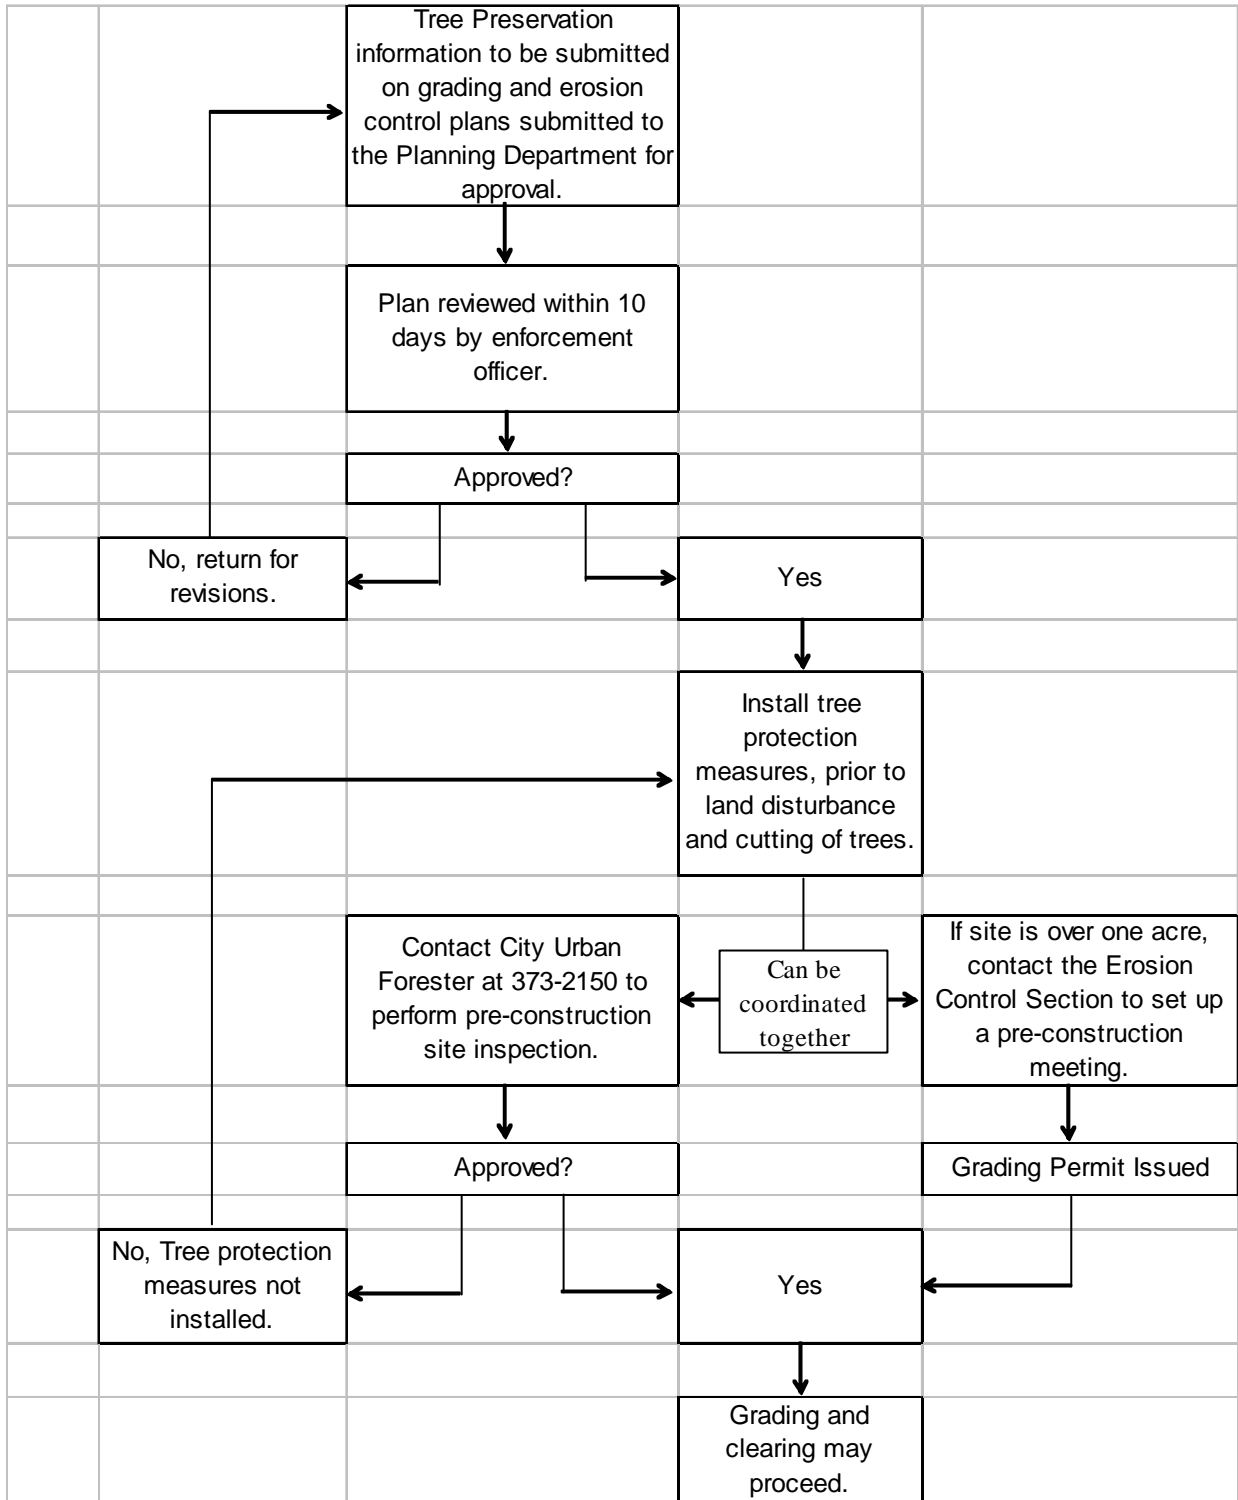 Tree Preservation
information to be submitted
on grading and erosion
control plans submitted to
the Planning Department for
approval.
Plan reviewed within 10
days by enforcement
officer.
Approved?
No, return for
revisions.
Yes
Install tree
protection
measures, prior to
land disturbance
and cutting of trees.
Contact City Urban
Forester at 373-2150 to
perform pre-construction
site inspection.
Can be
coordinated
together
If site is over one acre,
contact the Erosion
Control Section to set up
a pre-construction
meeting.
Approved?
Grading Permit Issued
No, Tree protection
measures not
installed.
Yes
Grading and
clearing may
proceed.